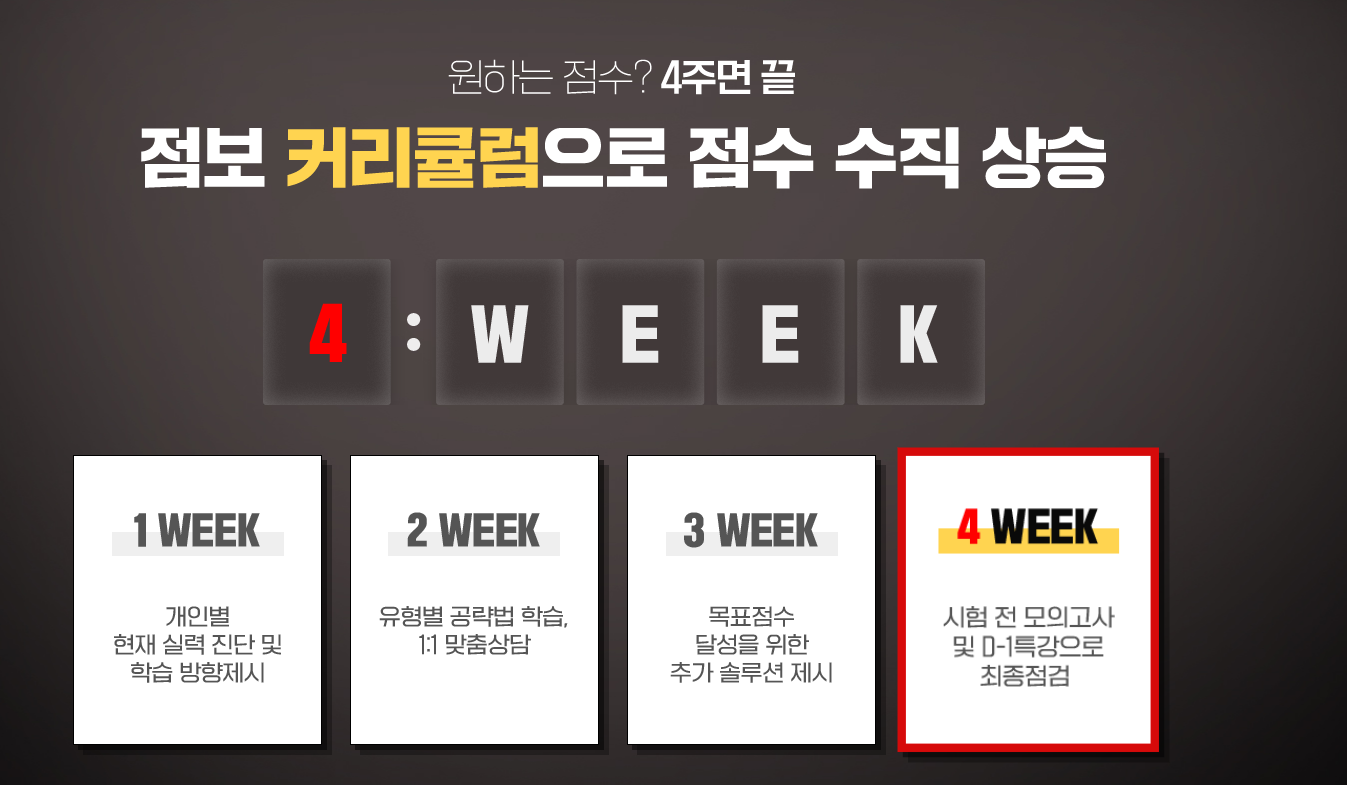 원하는 점수? 4주면 끝
점보 커리큘럼으로 점수 수직 상승
4 : W E E K
1 WEEK
개인별
현재 실력 진단 및
학습 방향제시
2 WEEK
유형별 공략법 학습,
1:1 맞춤상담
3 WEEK
목표점수
달성을 위한
추가 솔루션 제시
4 WEEK
시험 전 모의고사
및 D-1특강으로
최종점검